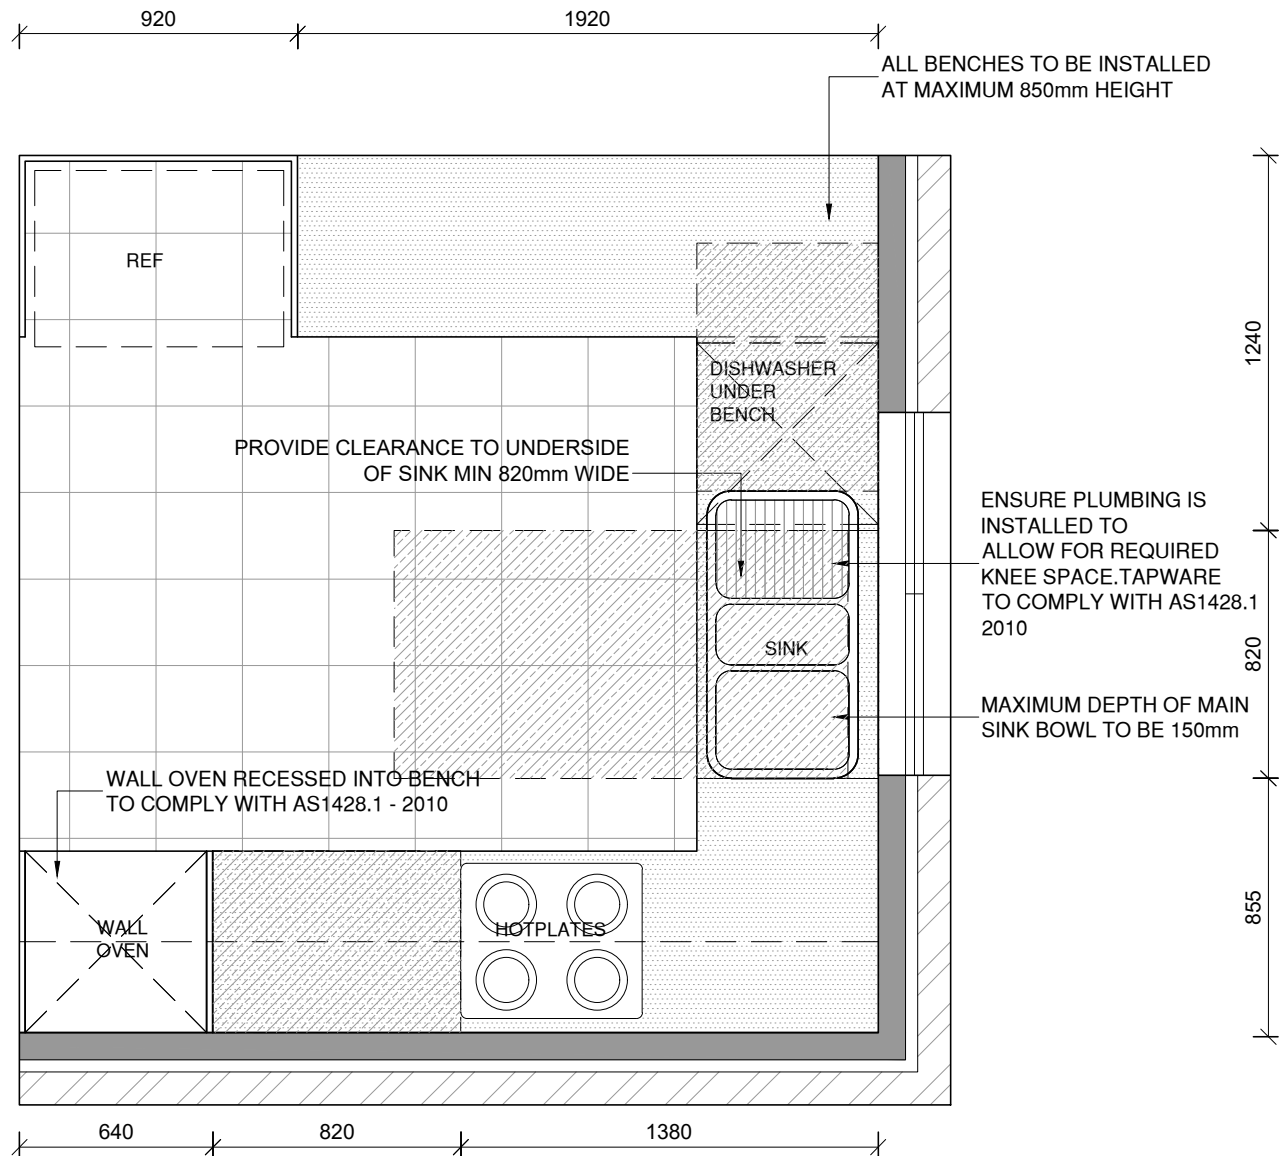 920
1920
ALL BENCHES TO BE INSTALLED
AT MAXIMUM 850mm HEIGHT
REF
1240
DISHWASHER
UNDER
BENCH
PROVIDE CLEARANCE TO UNDERSIDE
OF SINK MIN 820mm WIDE
ENSURE PLUMBING IS
INSTALLED TO
ALLOW FOR REQUIRED
KNEE SPACE.TAPWARE
TO COMPLY WITH AS1428.1
2010
SINK
820
MAXIMUM DEPTH OF MAIN
SINK BOWL TO BE 150mm
WALL OVEN RECESSED INTO BENCH
TO COMPLY WITH AS1428.1 - 2010
WALL
OVEN
HOTPLATES
855
640
820
1380